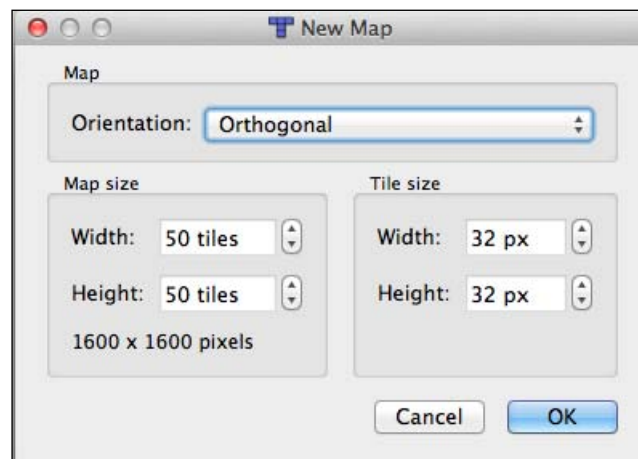 New Map
Map
Orientation: Orthogonal
Map size
Width: 50 tiles
Height: 50 tiles
1600 x 1600 pixels
Tile size
Width: 32 px
Height: 32 px
Cancel OK